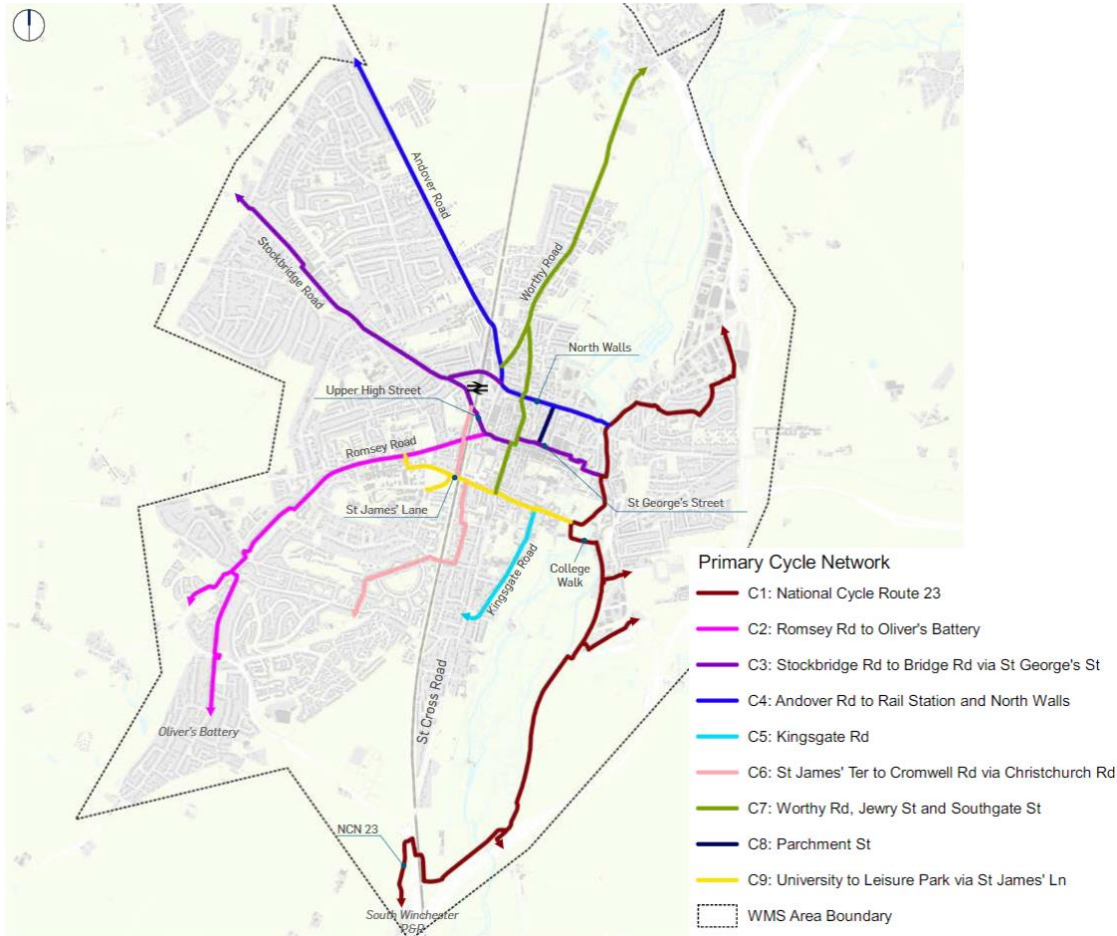 Andover Road
Stockbridge Road
Worthy Road
North Walls
Upper High Street
Romsey Road
St James' Lane
St George's Street
College
Walk
Kingsgate Road
St Cross Road
Oliver's Battery
NCN 23
South Winchester
P&R
Primary Cycle Network
C1: National Cycle Route 23
C2: Romsey Rd to Oliver's Battery
C3: Stockbridge Rd to Bridge Rd via St George's St
C4: Andover Rd to Rail Station and North Walls
C5: Kingsgate Rd
C6: St James' Ter to Cromwell Rd via Christchurch Rd
C7: Worthy Rd, Jewry St and Southgate St
C8: Parchment St
C9: University to Leisure Park via St James' Ln
WMS Area Boundary